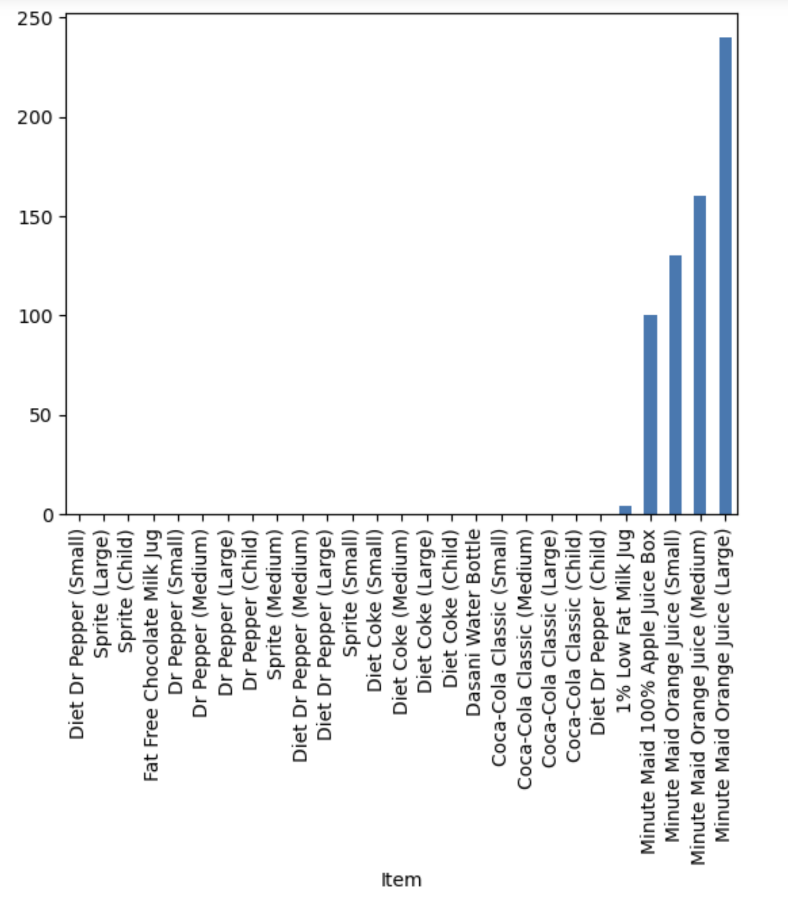 250
200
150
100
50
0
Diet Dr Pepper (Small)
Sprite (Large)
Sprite (Child)
Fat Free Chocolate Milk Jug
Dr Pepper (Small)
Dr Pepper (Medium)
Dr Pepper (Large)
Dr Pepper (Child)
Sprite (Medium)
Diet Dr Pepper (Medium)
Diet Dr Pepper (Large)
Sprite (Small)
Diet Coke (Small)
Diet Coke (Medium)
Diet Coke (Large)
Diet Coke (Child)
Dasani Water Bottle
Coca-Cola Classic (Small)
Coca-Cola Classic (Medium)
Coca-Cola Classic (Large)
Coca-Cola Classic (Child)
Diet Dr Pepper (Child)
1% Low Fat Milk Jug
Minute Maid 100% Apple Juice Box
Minute Maid Orange Juice (Small)
Minute Maid Orange Juice (Medium)
Minute Maid Orange Juice (Large)
Item